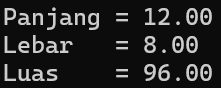 Panjang = 12.00
Lebar   = 8.00
Luas    = 96.00